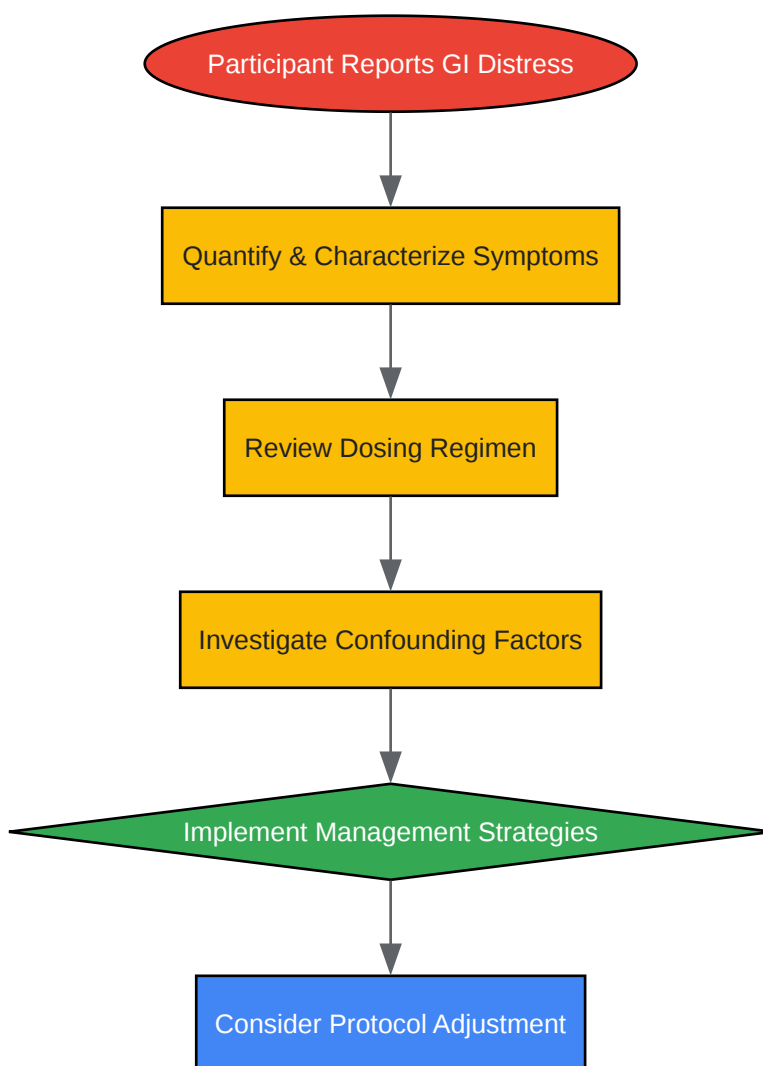 Participant Reports GI Distress
Quantify & Characterize Symptoms
Review Dosing Regimen
Investigate Confounding Factors
Implement Management Strategies
Consider Protocol Adjustment